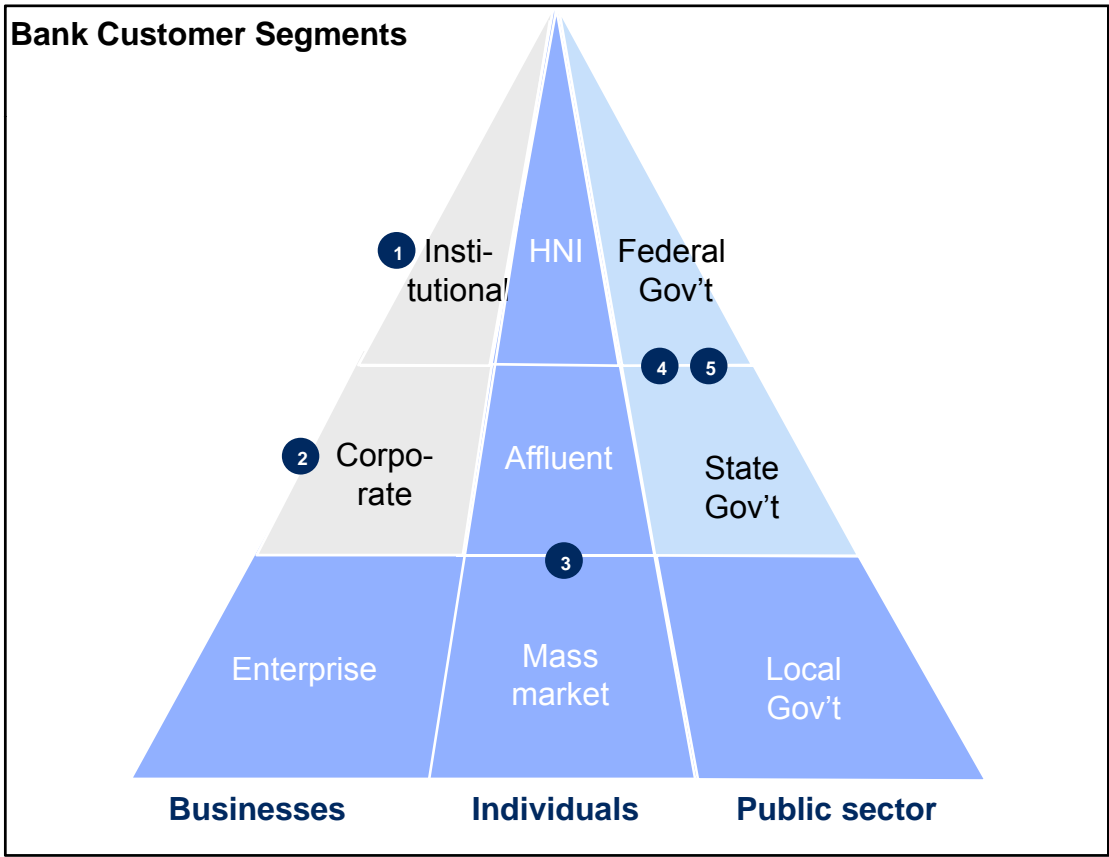 Bank Customer Segments
1
Insti-
tutional
HNI
Federal
Gov’t
4
5
2
Corpo-
rate
Affluent
State
Gov’t
3
Enterprise
Mass
market
Local
Gov’t
Businesses
Individuals
Public sector